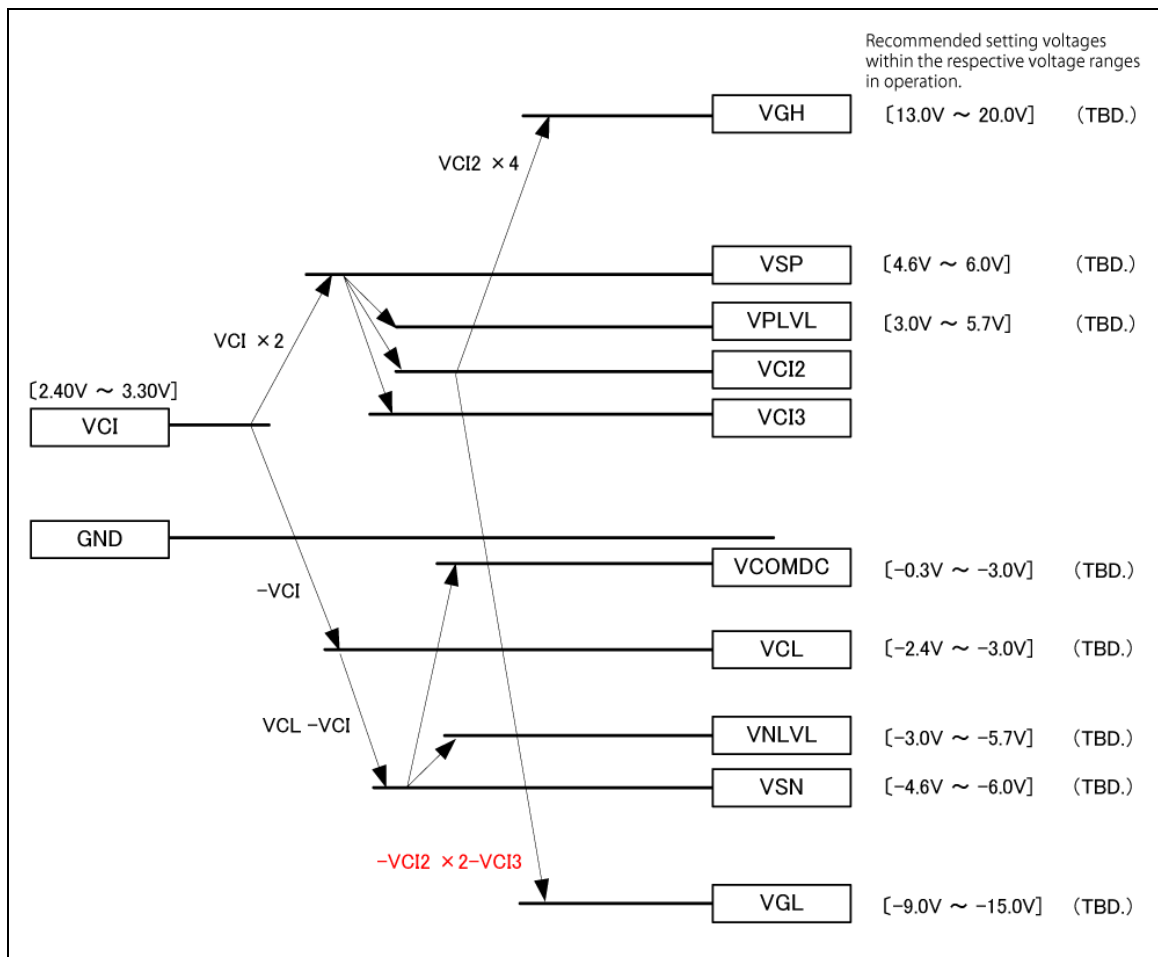 Recommended setting voltages
within the respective voltage ranges
in operation.
VGH [13.0V ～ 20.0V] (TBD.)
VCI2 ×4
VSP [4.6V ～ 6.0V] (TBD.)
VPLVL [3.0V ～ 5.7V] (TBD.)
VCI ×2
VCI2
[2.40V ～ 3.30V]
VCI
VCI3
GND
VCOMDC [-0.3V ～ -3.0V] (TBD.)
-VCI
VCL [-2.4V ～ -3.0V] (TBD.)
VCL -VCI
VNLVL [-3.0V ～ -5.7V] (TBD.)
VSN [-4.6V ～ -6.0V] (TBD.)
-VCI2 ×2-VCI3
VGL [-9.0V ～ -15.0V] (TBD.)